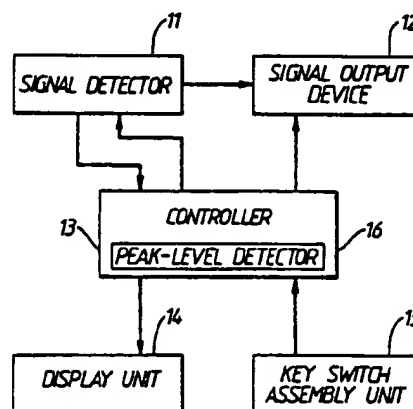 11
12
SIGNAL DETECTOR
SIGNAL OUTPUT
DEVICE
CONTROLLER
13
16
PEAK-LEVEL DETECTOR
14
15
DISPLAY UNIT
KEY SWITCH
ASSEMBLY UNIT